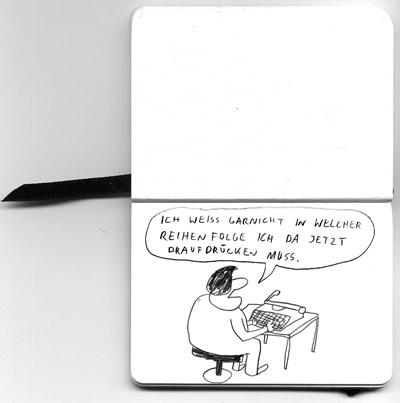 ICH WEISS GARNICHT IN WELCHER
REIHENFOLGE ICH DA JETZT
DRAUFDRÜCKEN MUSS.